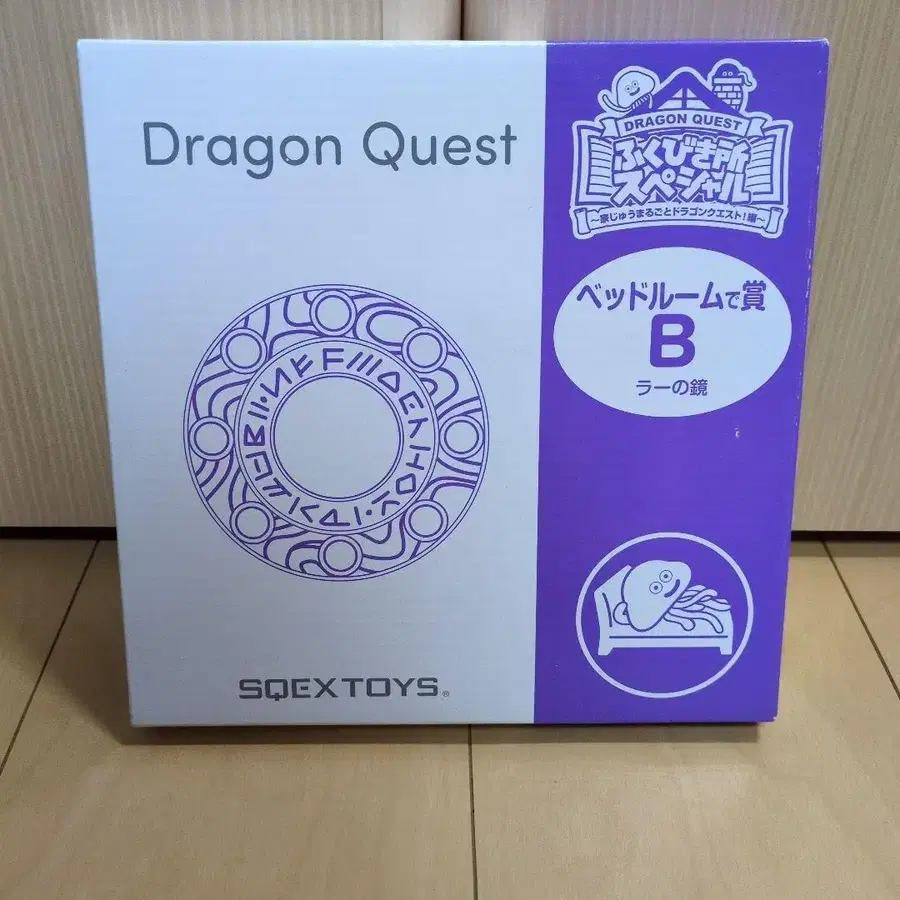 Dragon Quest
SQEXTOYS®
DRAGON QUEST
ふくびき所
スペシャル
～家じゅうまるごとドラゴンクエスト!編～
ベッドルームで賞
B
ラーの鏡